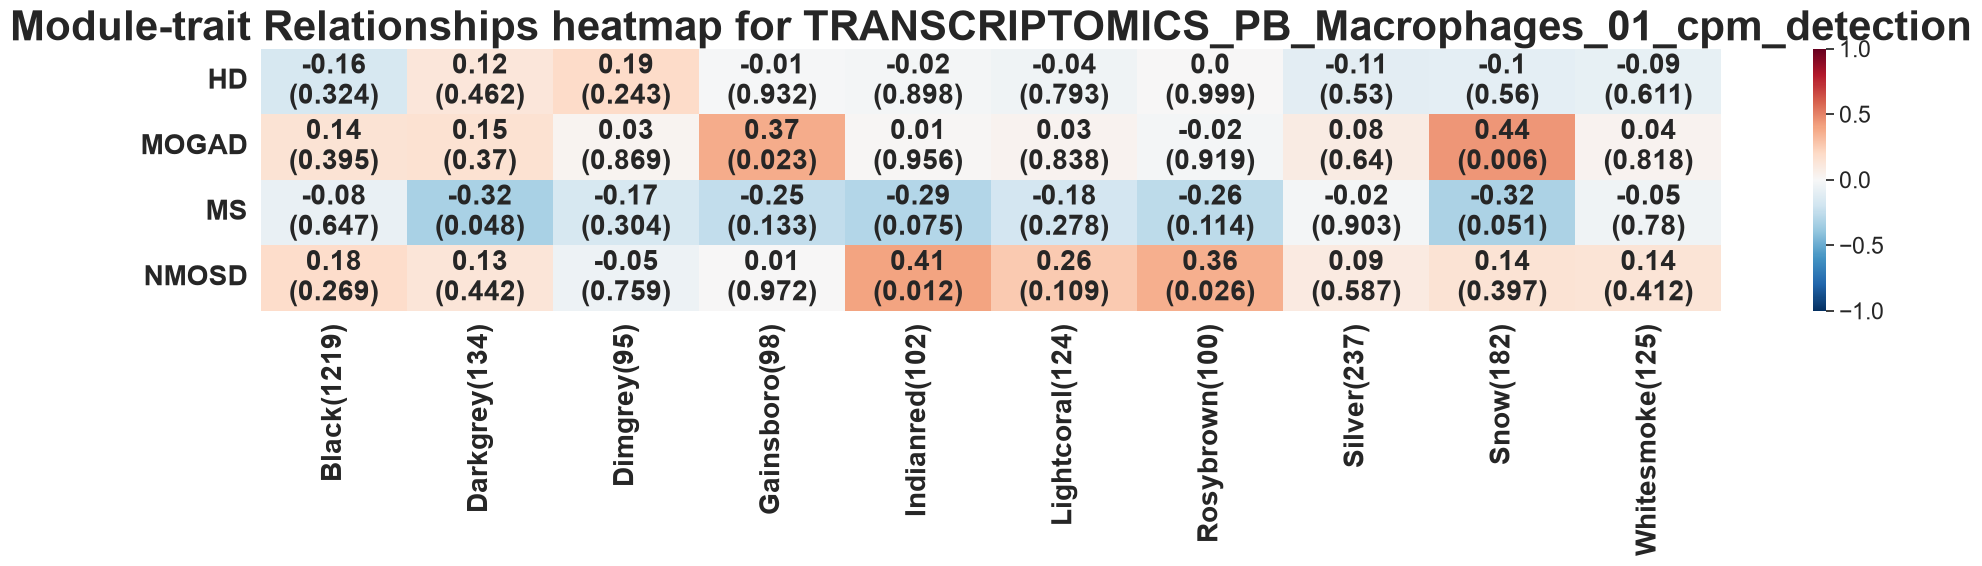 Module-trait Relationships heatmap for TRANSCRIPTOMICS_PB_Macrophages_01_cpm_detection
HD -0.16 0.12 0.19 -0.01 -0.02 -0.04 0.0 -0.11 -0.1 -0.09
(0.324) (0.462) (0.243) (0.932) (0.898) (0.793) (0.999) (0.53) (0.56) (0.611)
MOGAD 0.14 0.15 0.03 0.37 0.01 0.03 -0.02 0.08 0.44 0.04
(0.395) (0.37) (0.869) (0.023) (0.956) (0.838) (0.919) (0.64) (0.006) (0.818)
MS -0.08 -0.32 -0.17 -0.25 -0.29 -0.18 -0.26 -0.02 -0.32 -0.05
(0.647) (0.048) (0.304) (0.133) (0.075) (0.278) (0.114) (0.903) (0.051) (0.78)
NMOSD 0.18 0.13 -0.05 0.01 0.41 0.26 0.36 0.09 0.14 0.14
(0.269) (0.442) (0.759) (0.972) (0.012) (0.109) (0.026) (0.587) (0.397) (0.412)
Black(1219)
Darkgrey(134)
Dimgrey(95)
Gainsboro(98)
Indianred(102)
Lightcoral(124)
Rosybrown(100)
Silver(237)
Snow(182)
Whitesmoke(125)
1.0
0.5
0.0
−0.5
−1.0